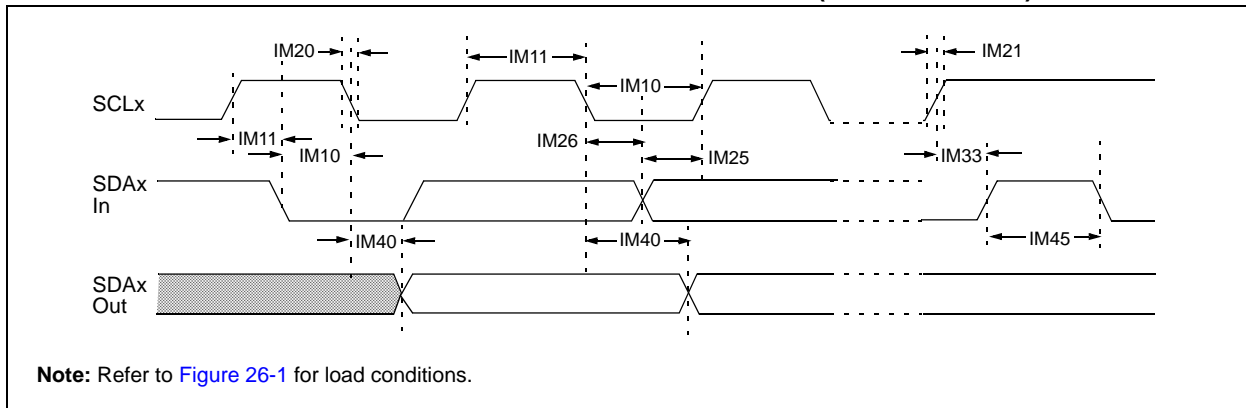 IM20
IM11
IM21
SCLx
IM10
IM11
IM10
IM26
IM25
IM33
SDAx
In
IM40
IM40
IM45
SDAx
Out
Note: Refer to Figure 26-1 for load conditions.